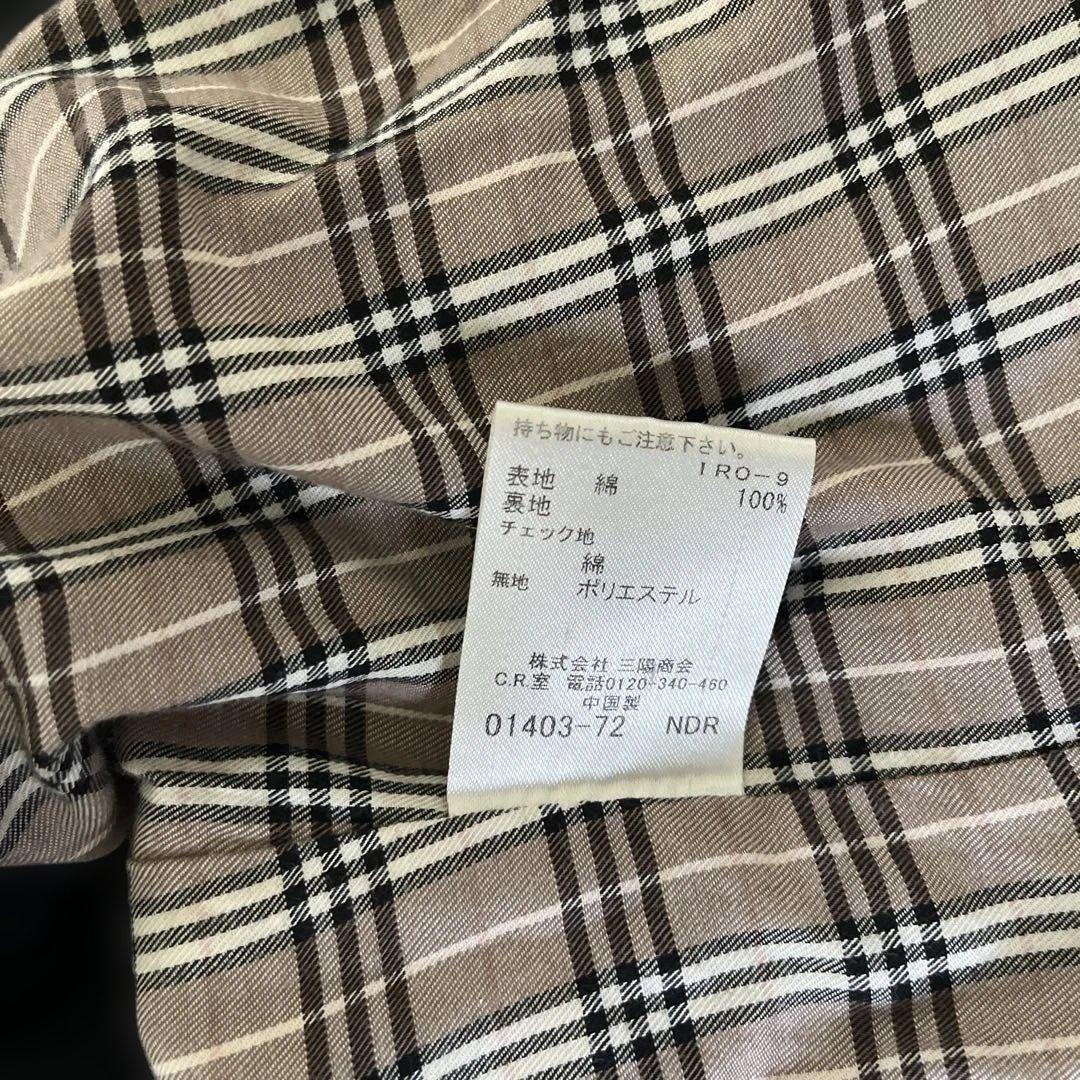 持ち物にもご注意下さい。
IRO-9
表地 綿 100%
裏地
チェック地
綿
無地 ポリエステル
株式会社 三陽商会
C.R.室 電話0120-340-460
中国製
01403-72 NDR